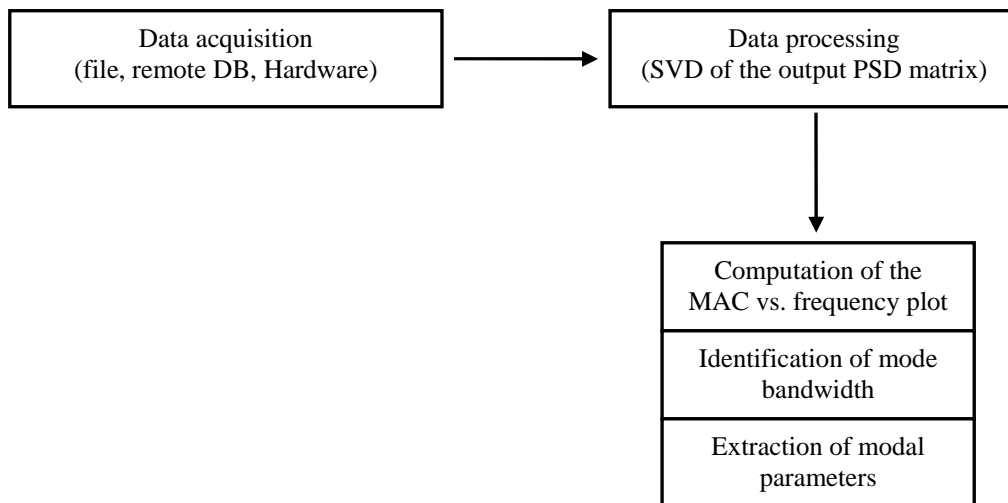 Data acquisition
(file, remote DB, Hardware)
Data processing
(SVD of the output PSD matrix)
Computation of the
MAC vs. frequency plot
Identification of mode
bandwidth
Extraction of modal
parameters